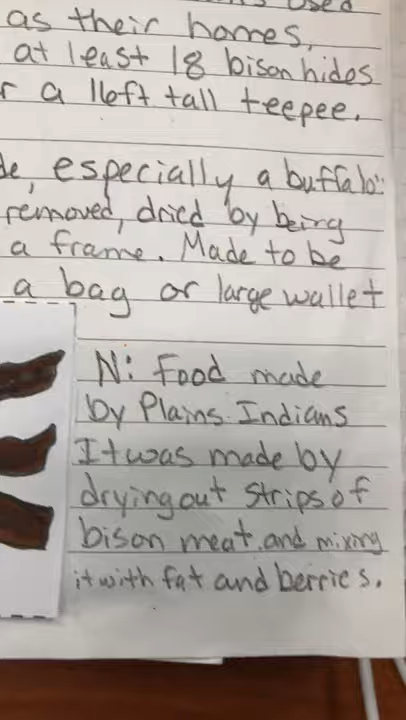 used
as their homes,
at least 18 bison hides
r a 16ft tall teepee.
de, especially a buffalo
removed, dried by being
a frame. Made to be
a bag or large wallet
N: Food made
by Plains Indians
It was made by
drying out strips of
bison meat and mixing
it with fat and berries.